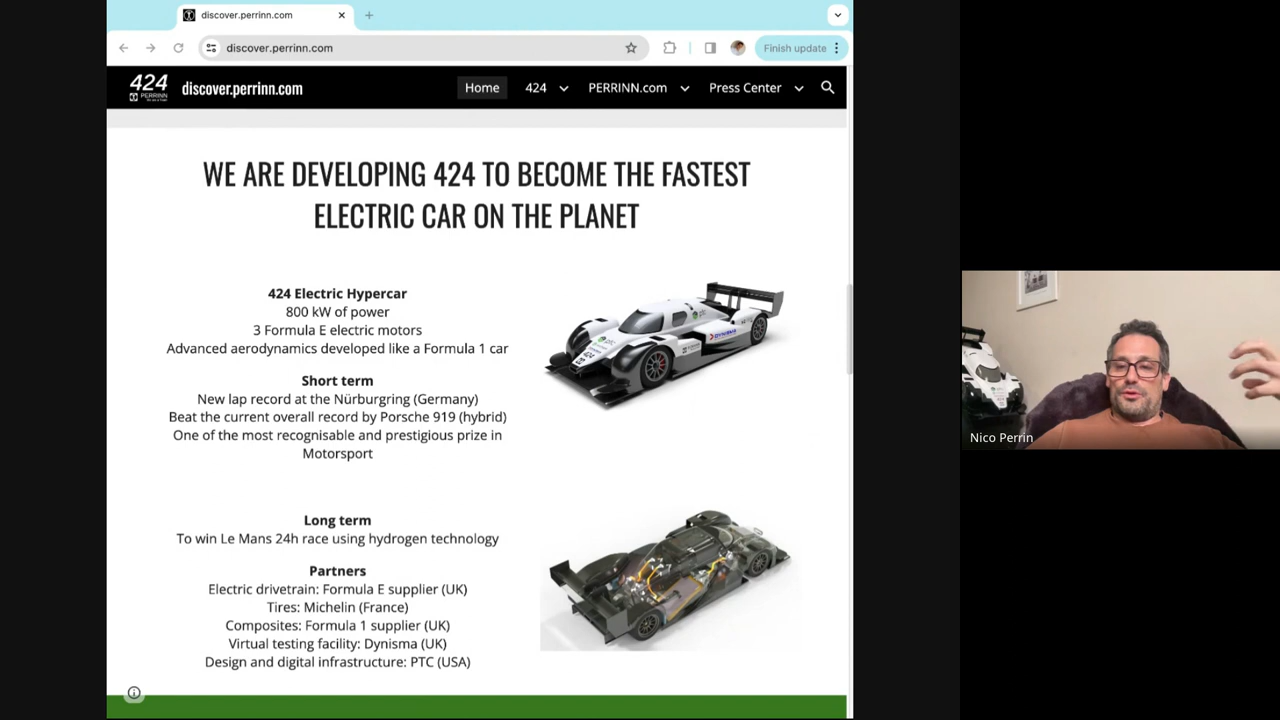 discover.perrinn.com
discover.perrinn.com
Finish update
424
PERRINN
discover.perrinn.com
Home
424
PERRINN.com
Press Center
WE ARE DEVELOPING 424 TO BECOME THE FASTEST
ELECTRIC CAR ON THE PLANET
424 Electric Hypercar
800 kW of power
3 Formula E electric motors
Advanced aerodynamics developed like a Formula 1 car
Short term
New lap record at the Nürburgring (Germany)
Beat the current overall record by Porsche 919 (hybrid)
One of the most recognisable and prestigious prize in
Motorsport
DYNISMA
424
Long term
To win Le Mans 24h race using hydrogen technology
Partners
Electric drivetrain: Formula E supplier (UK)
Tires: Michelin (France)
Composites: Formula 1 supplier (UK)
Virtual testing facility: Dynisma (UK)
Design and digital infrastructure: PTC (USA)
Nico Perrin